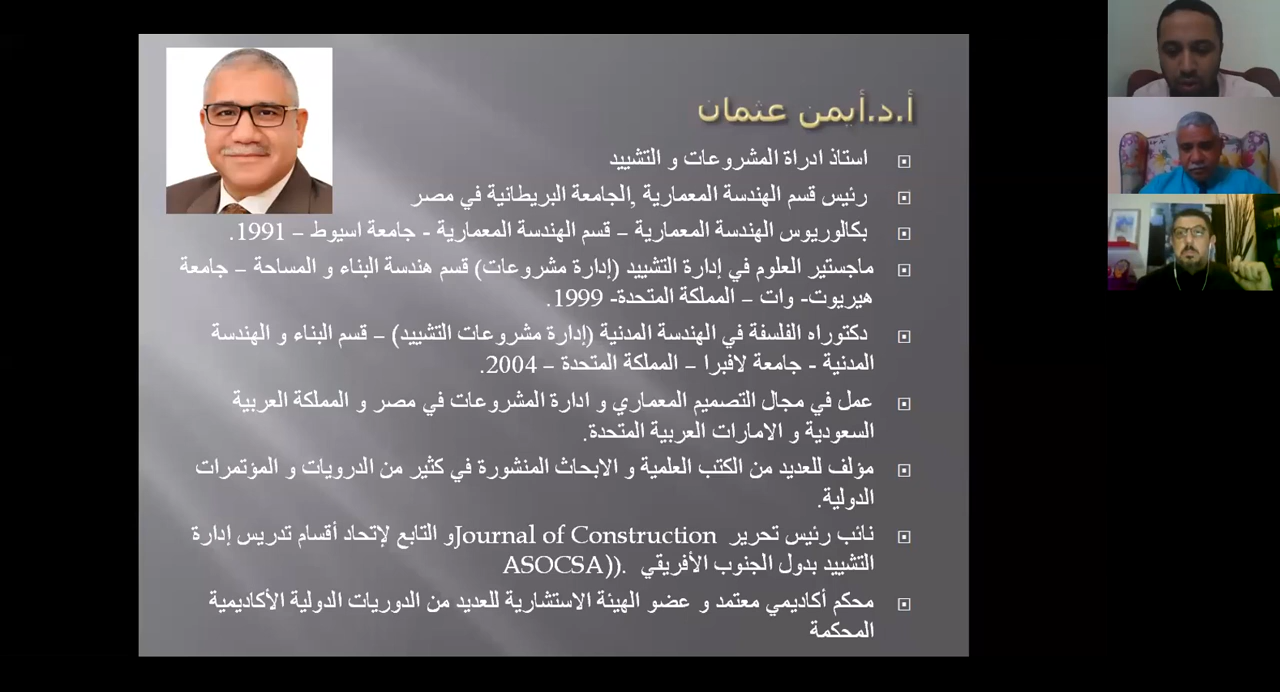 أ.د.أيمن عثمان
استاذ ادراة المشروعات و التشييد
رئيس قسم الهندسة المعمارية ,الجامعة البريطانية في مصر
بكالوريوس الهندسة المعمارية – قسم الهندسة المعمارية - جامعة اسيوط – 1991.
ماجستير العلوم في إدارة التشييد (إدارة مشروعات) قسم هندسة البناء و المساحة – جامعة
هيريوت- وات – المملكة المتحدة- 1999.
دكتوراه الفلسفة في الهندسة المدنية (إدارة مشروعات التشييد) – قسم البناء و الهندسة
المدنية - جامعة لافبرا – المملكة المتحدة – 2004.
عمل في مجال التصميم المعماري و ادارة المشروعات في مصر و المملكة العربية
السعودية و الامارات العربية المتحدة.
مؤلف للعديد من الكتب العلمية و الابحاث المنشورة في كثير من الدرويات و المؤتمرات
الدولية.
نائب رئيس تحرير Journal of Constructionو التابع لإتحاد أقسام تدريس إدارة
التشييد بدول الجنوب الأفريقي .((ASOCSA
محكم أكاديمي معتمد و عضو الهيئة الاستشارية للعديد من الدوريات الدولية الأكاديمية
المحكمة